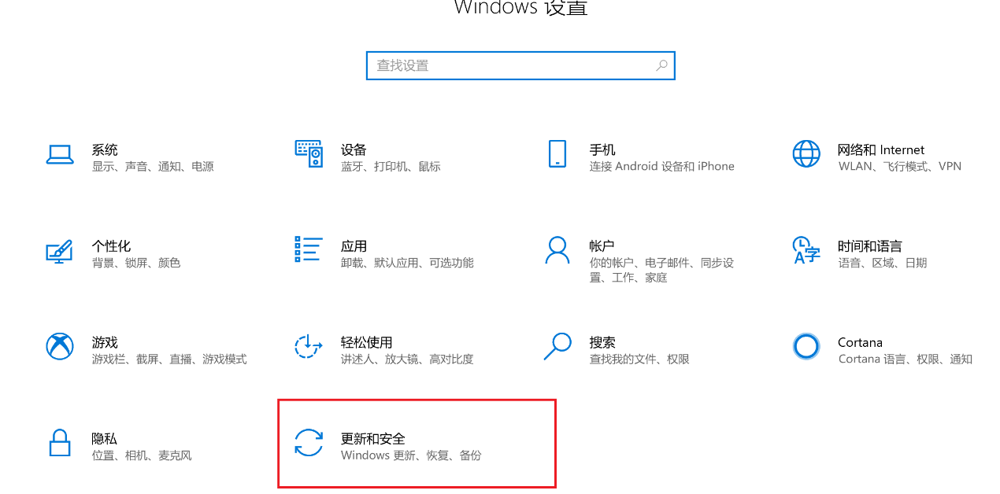 Windows 设置
查找设置
系统
显示、声音、通知、电源
设备
蓝牙、打印机、鼠标
手机
连接 Android 设备和 iPhone
网络和 Internet
WLAN、飞行模式、VPN
个性化
背景、锁屏、颜色
应用
卸载、默认应用、可选功能
帐户
你的帐户、电子邮件、同步设
置、工作、家庭
时间和语言
语音、区域、日期
游戏
游戏栏、截屏、直播、游戏模式
轻松使用
讲述人、放大镜、高对比度
搜索
查找我的文件、权限
Cortana
Cortana 语言、权限、通知
隐私
位置、相机、麦克风
更新和安全
Windows 更新、恢复、备份